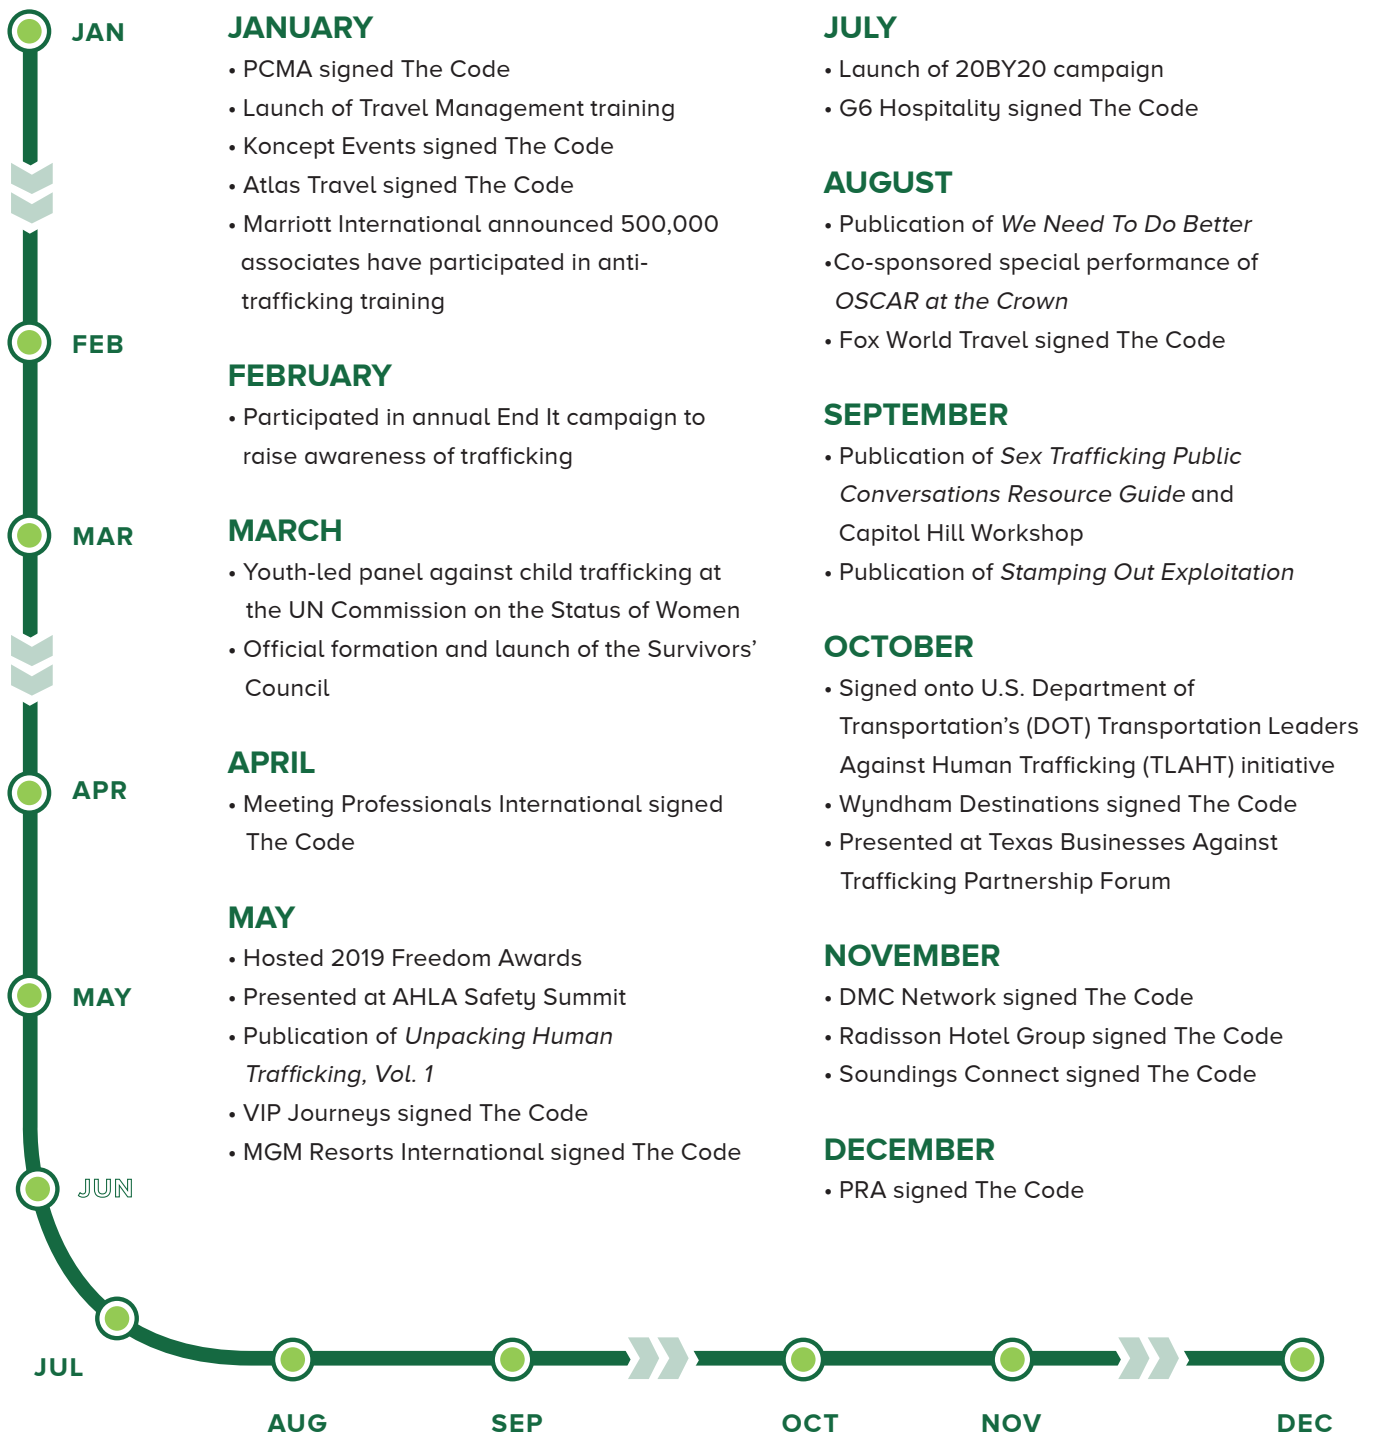 JAN
FEB
MAR
APR
MAY
JUN
JUL
AUG
SEP
OCT
NOV
DEC
JANUARY
• PCMA signed The Code
• Launch of Travel Management training
• Koncept Events signed The Code
• Atlas Travel signed The Code
• Marriott International announced 500,000
associates have participated in anti-
trafficking training
FEBRUARY
• Participated in annual End It campaign to
raise awareness of trafficking
MARCH
• Youth-led panel against child trafficking at
the UN Commission on the Status of Women
• Official formation and launch of the Survivors’
Council
APRIL
• Meeting Professionals International signed
The Code
MAY
• Hosted 2019 Freedom Awards
• Presented at AHLA Safety Summit
• Publication of Unpacking Human
Trafficking, Vol. 1
• VIP Journeys signed The Code
• MGM Resorts International signed The Code
JULY
• Launch of 20BY20 campaign
• G6 Hospitality signed The Code
AUGUST
• Publication of We Need To Do Better
•Co-sponsored special performance of
OSCAR at the Crown
• Fox World Travel signed The Code
SEPTEMBER
• Publication of Sex Trafficking Public
Conversations Resource Guide and
Capitol Hill Workshop
• Publication of Stamping Out Exploitation
OCTOBER
• Signed onto U.S. Department of
Transportation’s (DOT) Transportation Leaders
Against Human Trafficking (TLAHT) initiative
• Wyndham Destinations signed The Code
• Presented at Texas Businesses Against
Trafficking Partnership Forum
NOVEMBER
• DMC Network signed The Code
• Radisson Hotel Group signed The Code
• Soundings Connect signed The Code
DECEMBER
• PRA signed The Code